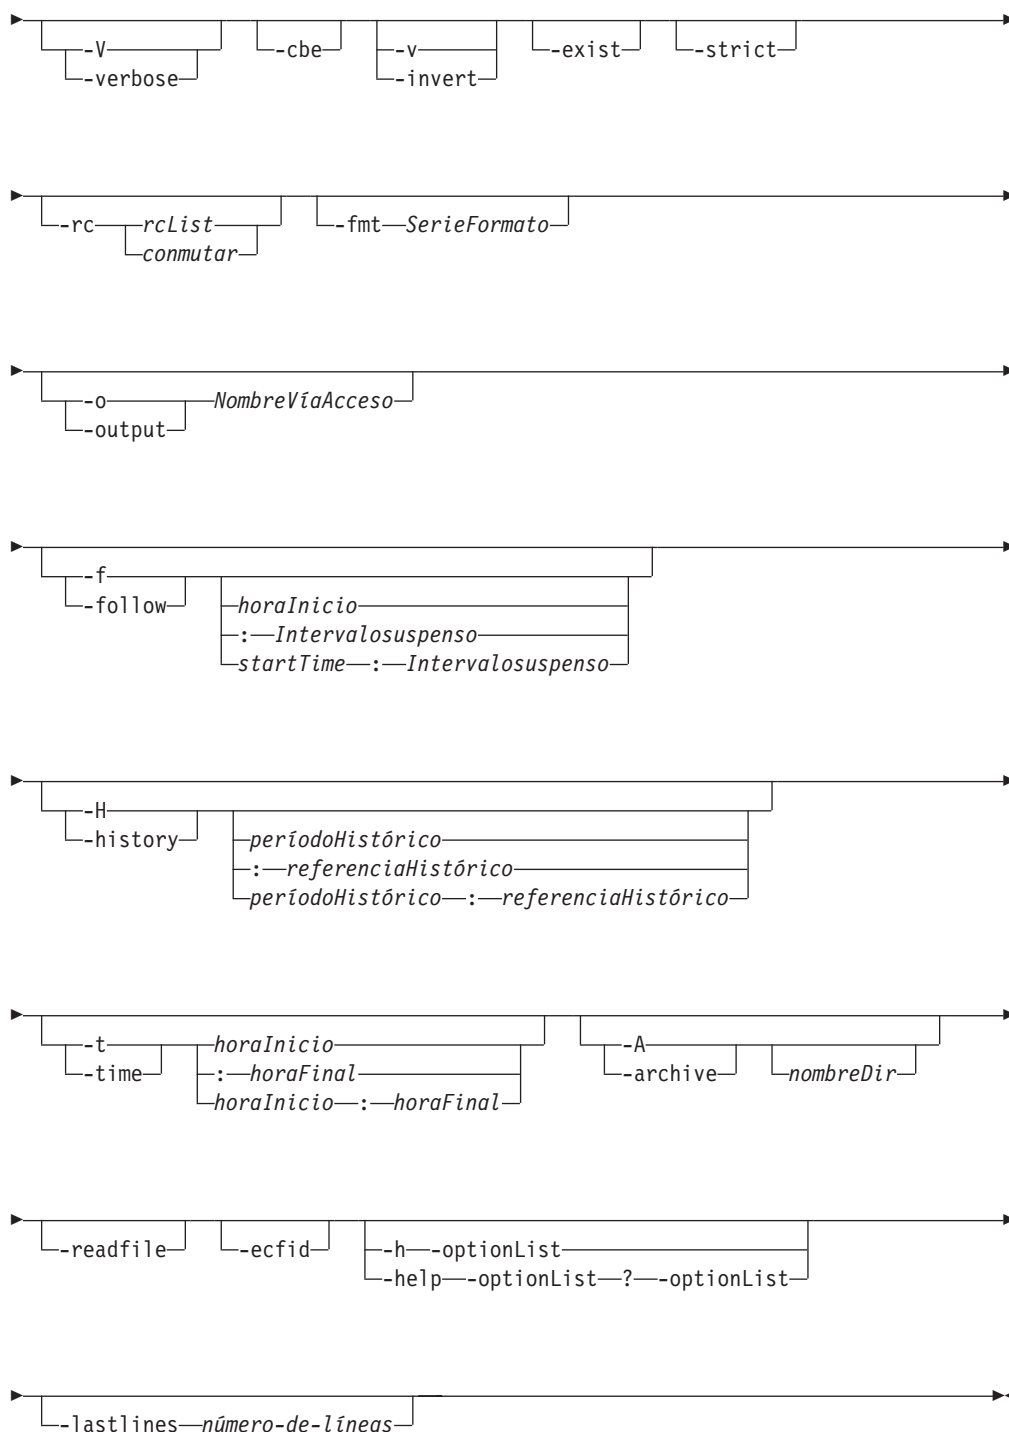 -V -cbe -v -exist -strict
-verbose -invert
-rc rcList -fmt SerieFormato
conmutar
-o NombreVíaAcceso
-output
-f
-follow horaInicio
: Intervalosuspenso
startTime : Intervalosuspenso
-H
-history períodoHistórico
: referenciaHistórico
períodoHistórico : referenciaHistórico
-t horaInicio -A
-time : horaFinal -archive nombreDir
horaInicio : horaFinal
-readfile -ecfid -h -optionList
-help -optionList ? -optionList
-lastlines número-de-líneas